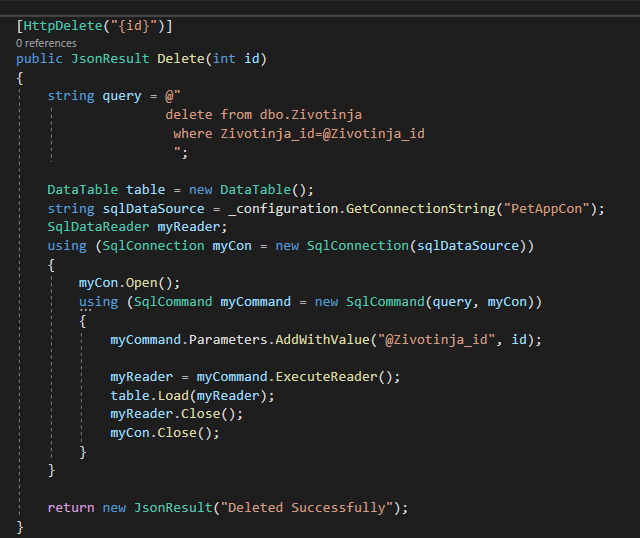 [HttpDelete("{id}")]
0 references
public JsonResult Delete(int id)
{
string query = @"
delete from dbo.Zivotinja
where Zivotinja_id=@Zivotinja_id
";
DataTable table = new DataTable();
string sqlDataSource = _configuration.GetConnectionString("PetAppCon");
SqlDataReader myReader;
using (SqlConnection myCon = new SqlConnection(sqlDataSource))
{
myCon.Open();
using (SqlCommand myCommand = new SqlCommand(query, myCon))
{
myCommand.Parameters.AddWithValue("@Zivotinja_id", id);
myReader = myCommand.ExecuteReader();
table.Load(myReader);
myReader.Close();
myCon.Close();
}
}
return new JsonResult("Deleted Successfully");
}